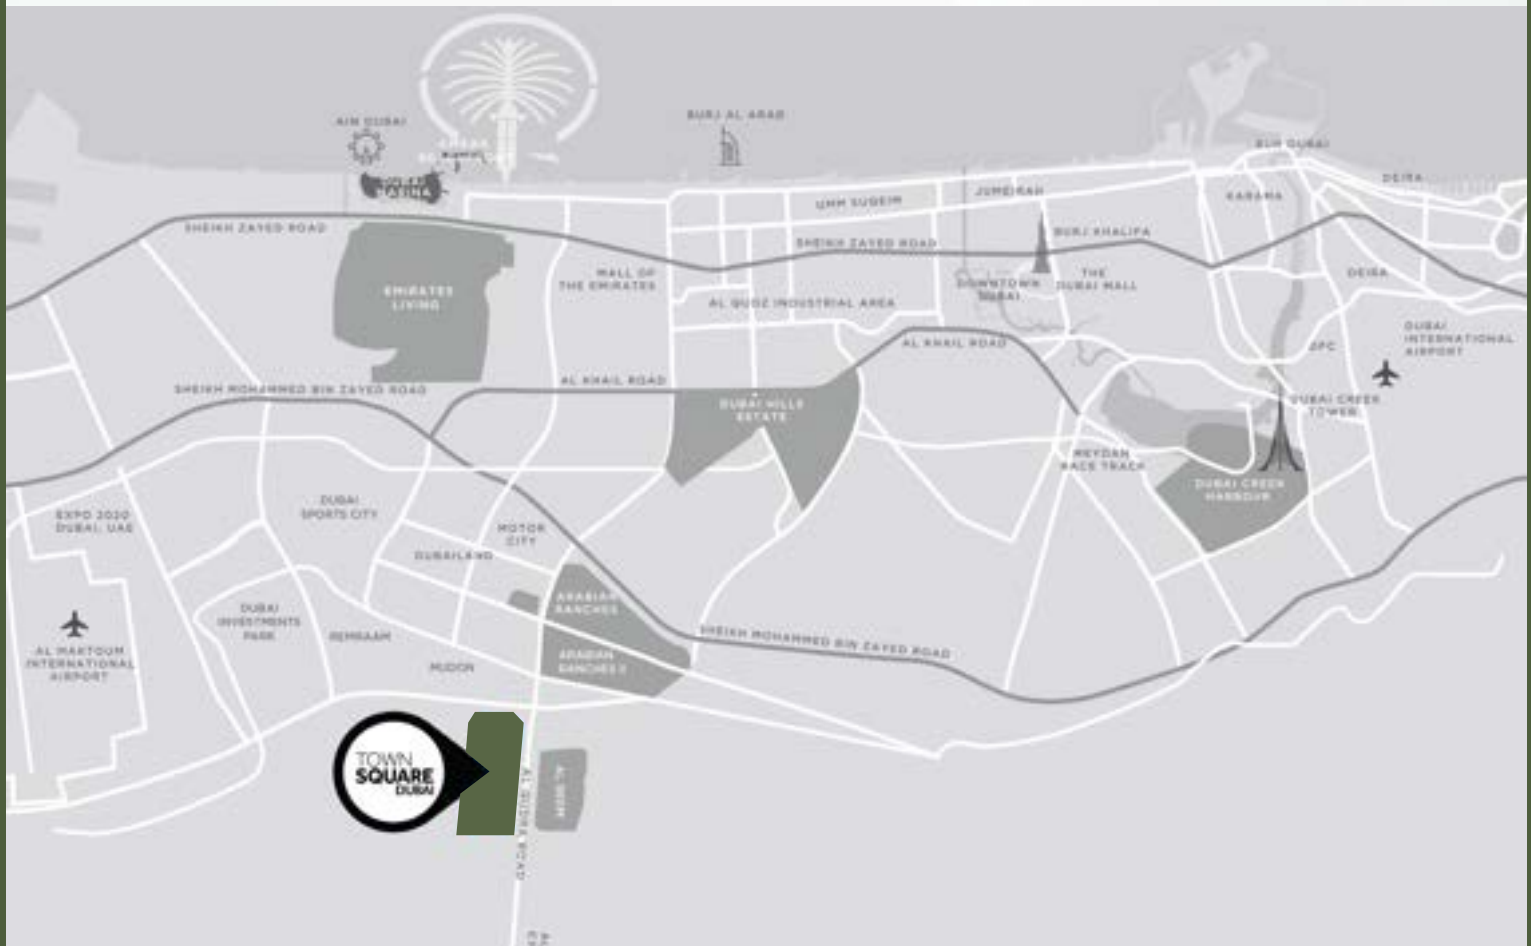 AIN DUBAI
BURJ AL ARAB
BUR DUBAI
DEIRA
KARAMA
JUMEIRAH
UMM SUQEIM
SHEIKH ZAYED ROAD
SHEIKH ZAYED ROAD
BURJ KHALIFA
MALL OF
THE EMIRATES
THE
DUBAI MALL
DOWNTOWN
DUBAI
DEIRA
EMIRATES
LIVING
AL QUOZ INDUSTRIAL AREA
DUBAI
INTERNATIONAL
AIRPORT
AL KHAIL ROAD
SHEIKH MOHAMMED BIN ZAYED ROAD
AL KHAIL ROAD
DUBAI HILLS
ESTATE
DUBAI CREEK
TOWER
MEYDAN
RACE TRACK
DUBAI CREEK
HARBOUR
EXPO 2020
DUBAI, UAE
DUBAI
SPORTS CITY
MOTOR
CITY
DUBAILAND
ARABIAN
RANCHES
DUBAI
INVESTMENTS
PARK
REMRAAM
MUDON
ARABIAN
RANCHES II
SHEIKH MOHAMMED BIN ZAYED ROAD
AL MAKTOUM
INTERNATIONAL
AIRPORT
TOWN
SQUARE
DUBAI
AL QUDRA ROAD